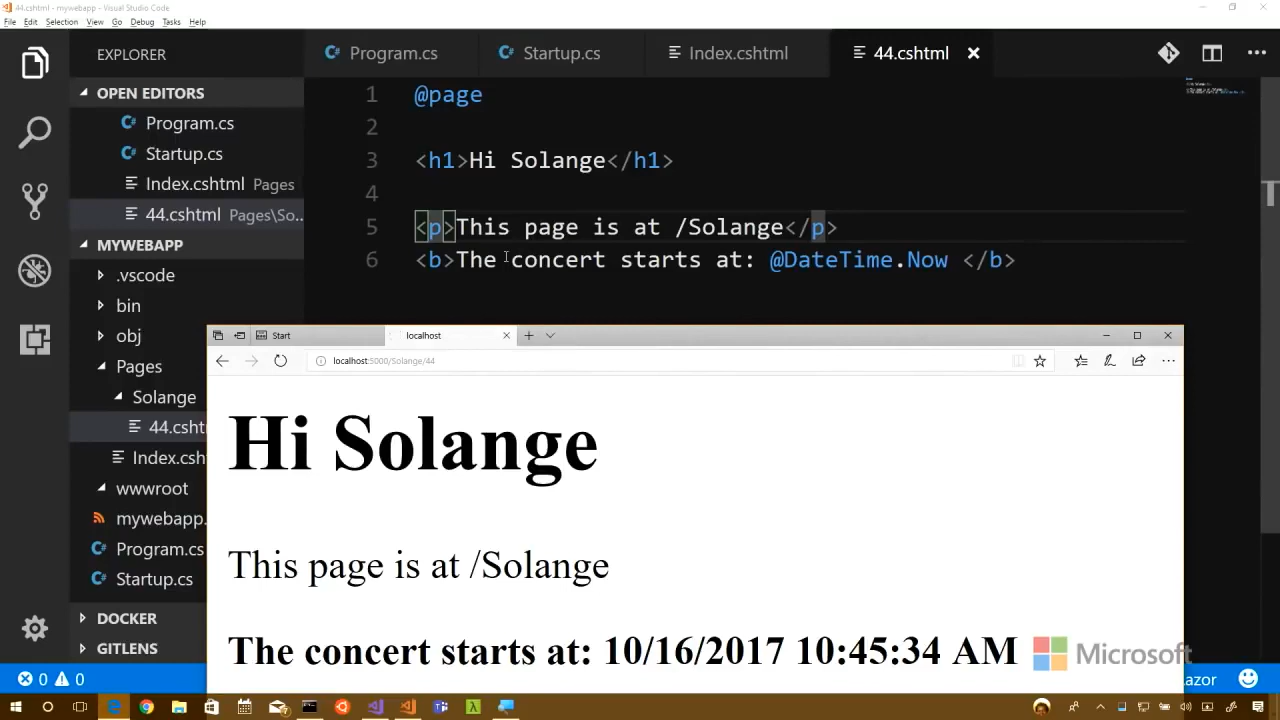 44.cshtml - mywebapp - Visual Studio Code
File Edit Selection View Go Debug Tasks Help
EXPLORER
Program.cs
Startup.cs
Index.cshtml
44.cshtml
OPEN EDITORS
Program.cs
Startup.cs
Index.cshtml Pages
44.cshtml Pages\So...
MYWEBAPP
.vscode
bin
obj
Pages
Solange
44.csht
Index.csh
wwwroot
mywebapp.
Program.cs
Startup.cs
DOCKER
GITLENS
1 @page
2
3 <h1>Hi Solange</h1>
4
5 <p>This page is at /Solange</p>
6 <b>The concert starts at: @DateTime.Now </b>
Start
localhost
localhost:5000/Solange/44
Hi Solange
This page is at /Solange
The concert starts at: 10/16/2017 10:45:34 AM
Microsoft
0 0
azor